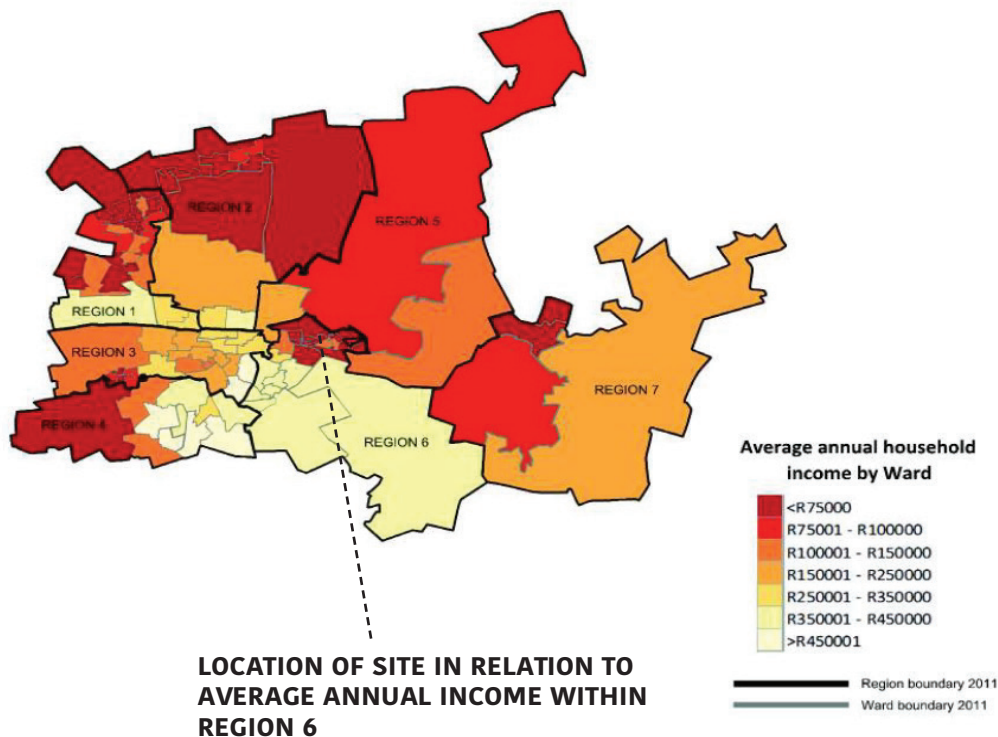 REGION 2
REGION 5
REGION 1
REGION 3
REGION 7
REGION 4
REGION 6
Average annual household
income by Ward
<R75000
R75001 - R100000
R100001 - R150000
R150001 - R250000
R250001 - R350000
R350001 - R450000
>R450001
Region boundary 2011
Ward boundary 2011
LOCATION OF SITE IN RELATION TO
AVERAGE ANNUAL INCOME WITHIN
REGION 6